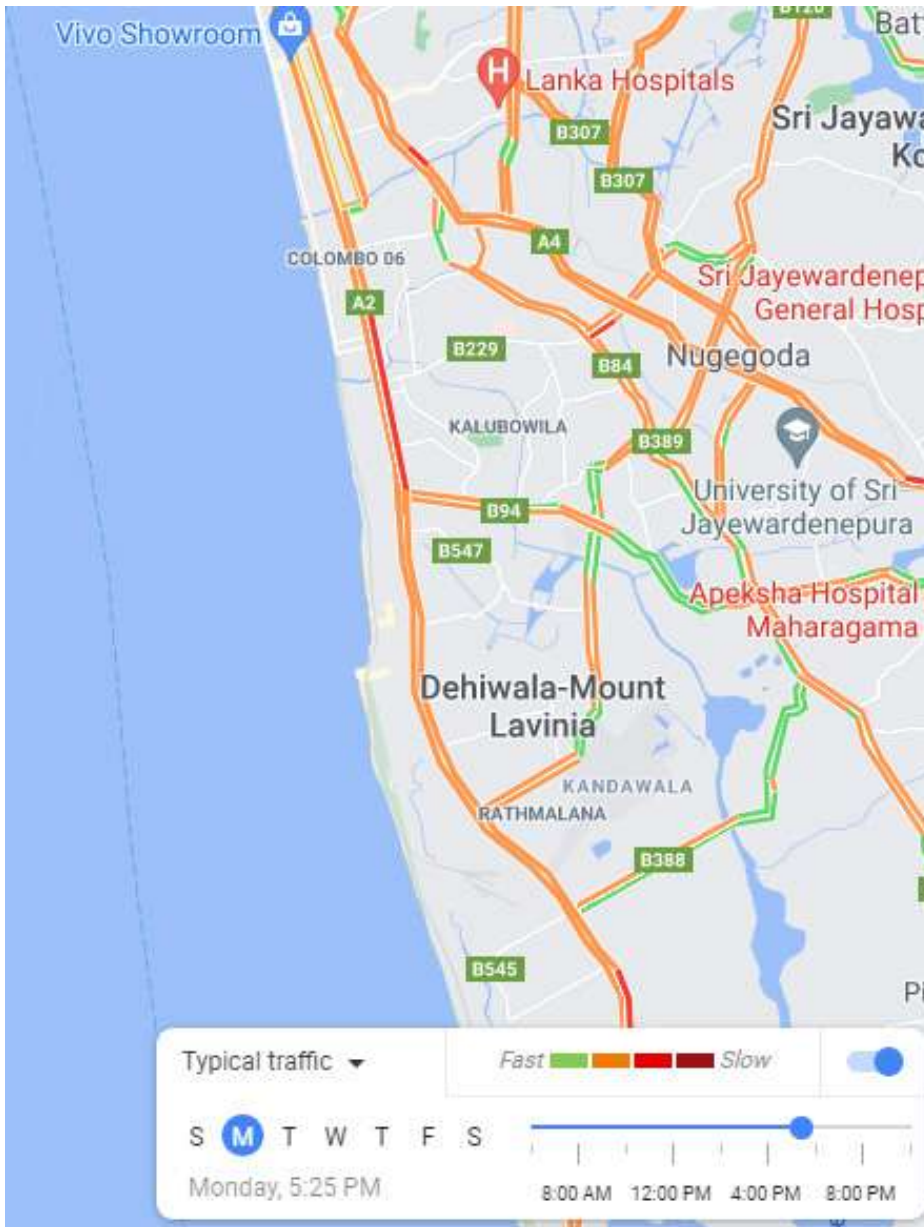 B120
Bat
Vivo Showroom
Lanka Hospitals
Sri Jayawa
Ko
B307
B307
A4
COLOMBO 06
Sri Jayewardenep
General Hosp
A2
B229
Nugegoda
B84
KALUBOWILA
B389
University of Sri
Jayewardenepura
B94
B547
Apeksha Hospital
Maharagama
Dehiwala-Mount
Lavinia
KANDAWALA
RATHMALANA
B388
B545
Pi
Typical traffic
Fast
Slow
S M T W T F S
Monday, 5:25 PM
8:00 AM 12:00 PM 4:00 PM 8:00 PM